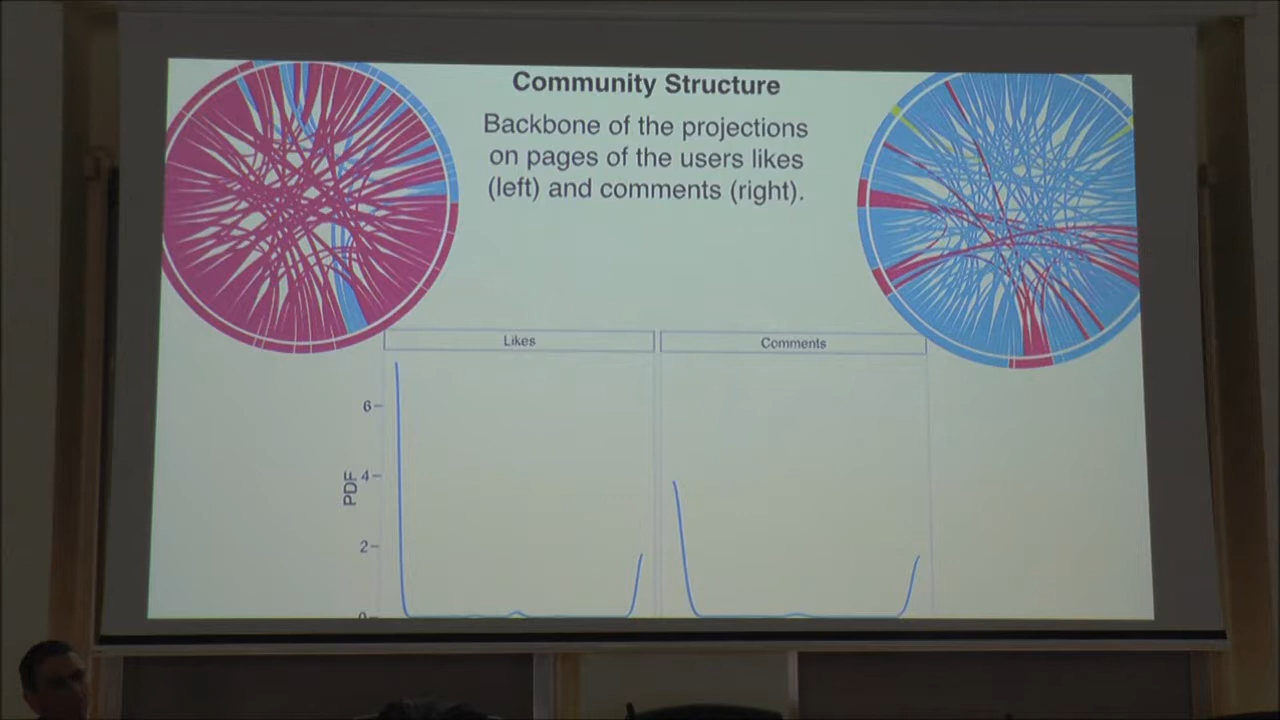 Community Structure
Backbone of the projections
on pages of the users likes
(left) and comments (right).
Likes
Comments
6
4
2
0
PDF